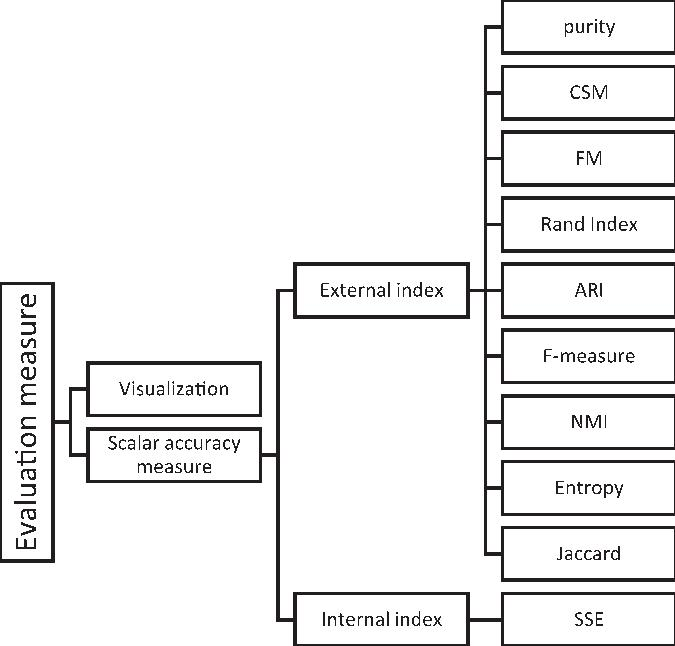 Evaluation measure
Visualization
Scalar accuracy
measure
External index
Internal index
purity
CSM
FM
Rand Index
ARI
F-measure
NMI
Entropy
Jaccard
SSE